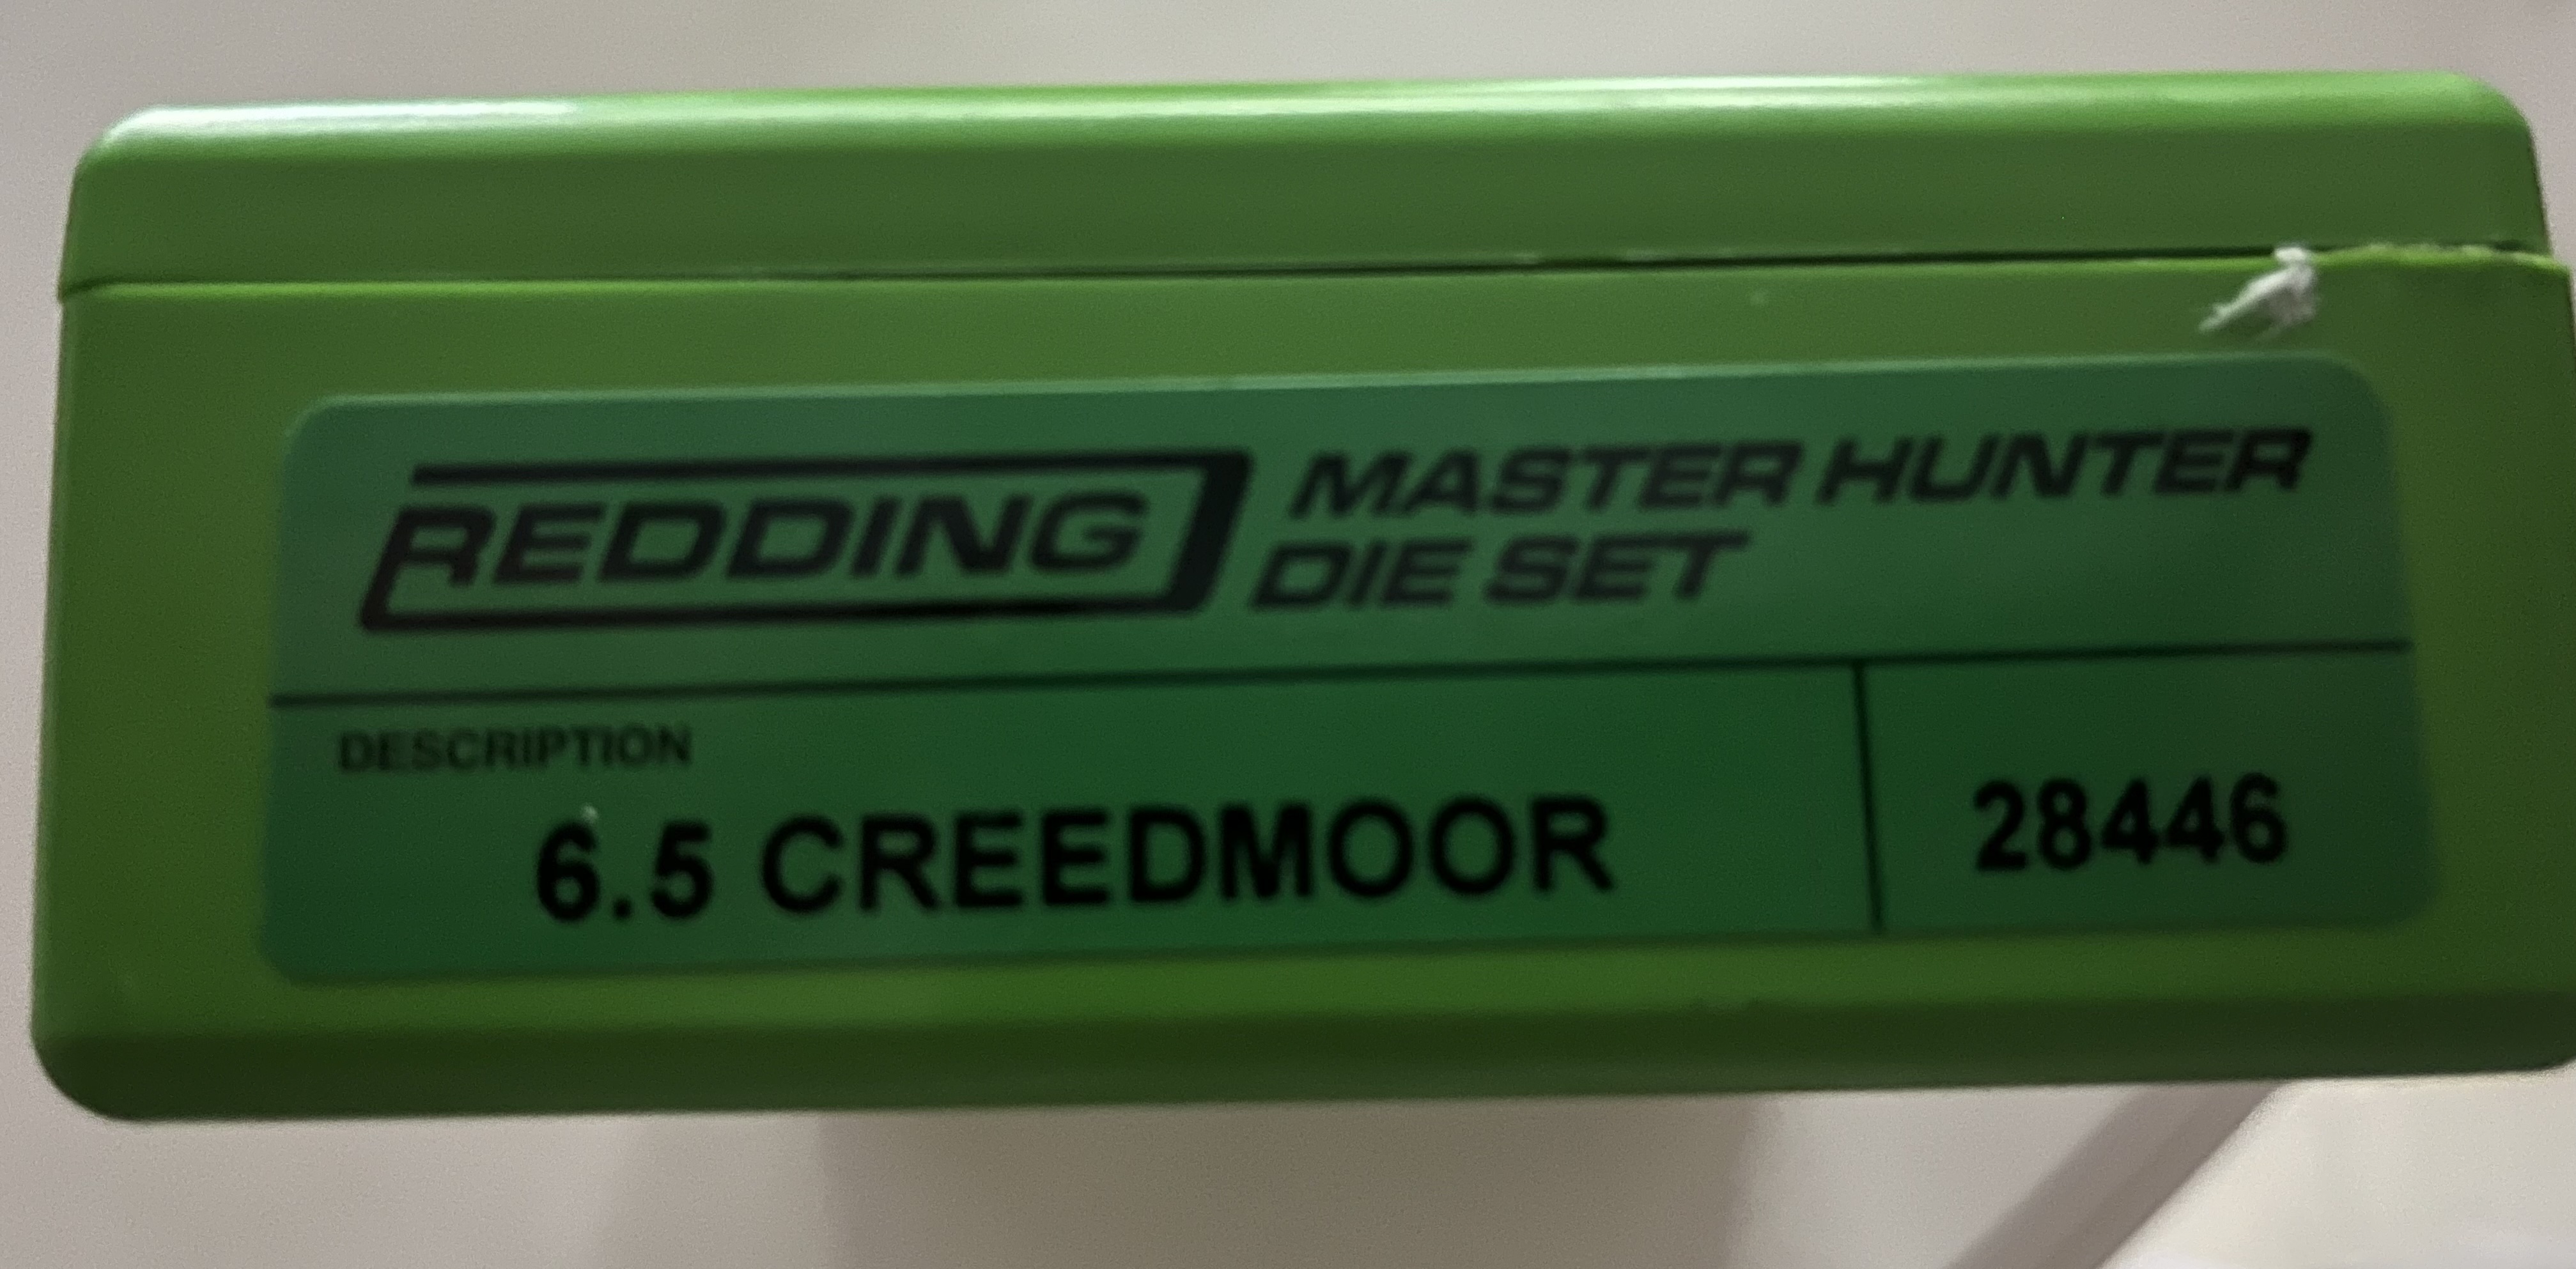 REDDING MASTER HUNTER
DIE SET
DESCRIPTION
6.5 CREEDMOOR 28446